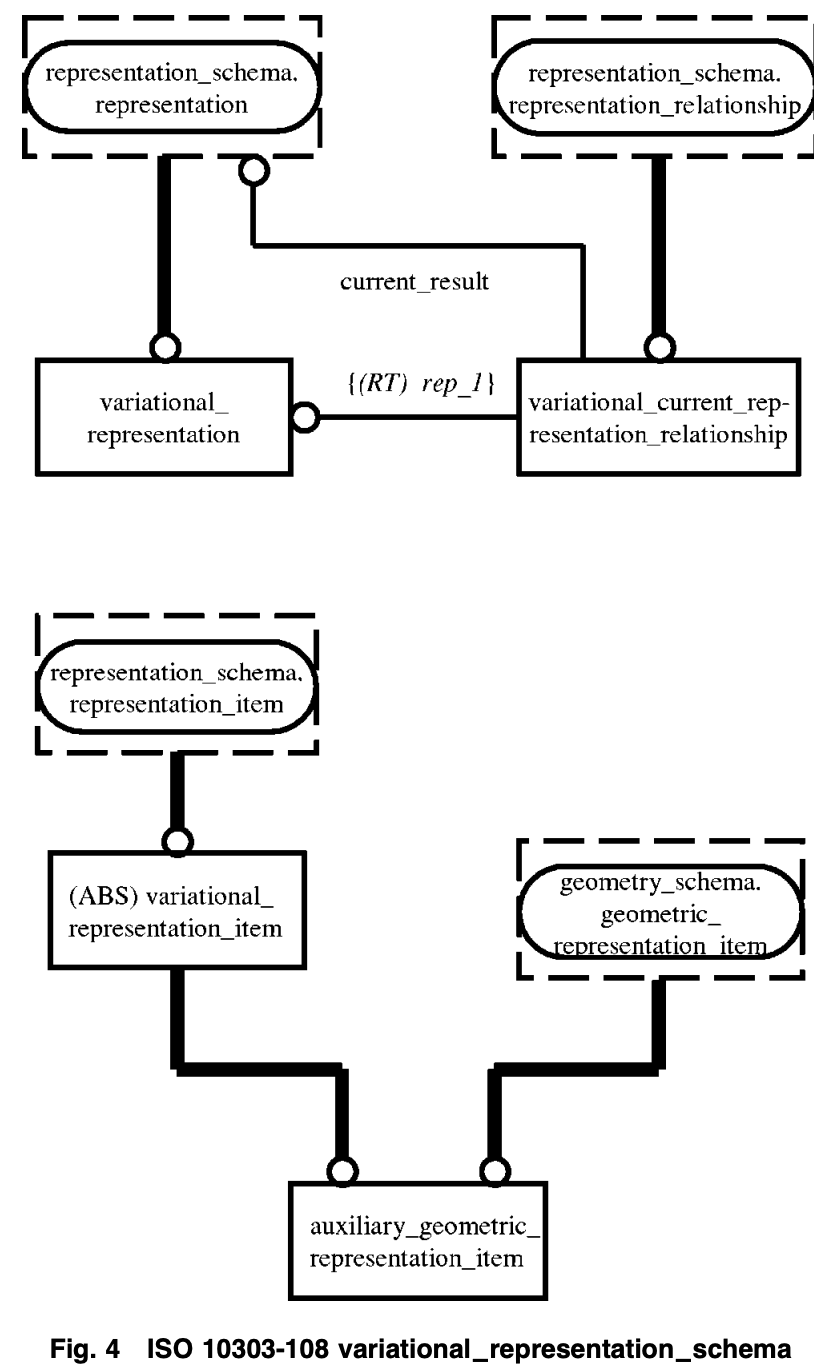 representation_schema.
representation
representation_schema.
representation_relationship
current_result
{(RT) rep_1}
variational_
representation
variational_current_rep-
resentation_relationship
representation_schema.
representation_item
(ABS) variational_
representation_item
geometry_schema.
geometric_
representation_item
auxiliary_geometric_
representation_item
Fig. 4 ISO 10303-108 variational_representation_schema